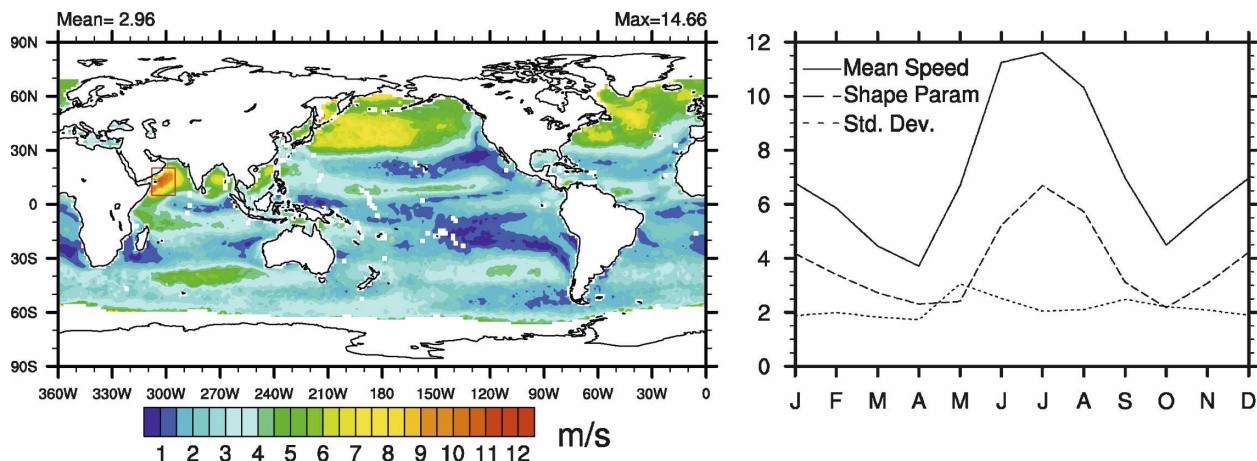 Mean= 2.96 Max=14.66
90N
60N
30N
0
30S
60S
90S
360W 330W 300W 270W 240W 210W 180W 150W 120W 90W 60W 30W 0
1 2 3 4 5 6 7 8 9 10 11 12 m/s
12
10
8
6
4
2
0
Mean Speed
Shape Param
Std. Dev.
J F M A M J J A S O N D